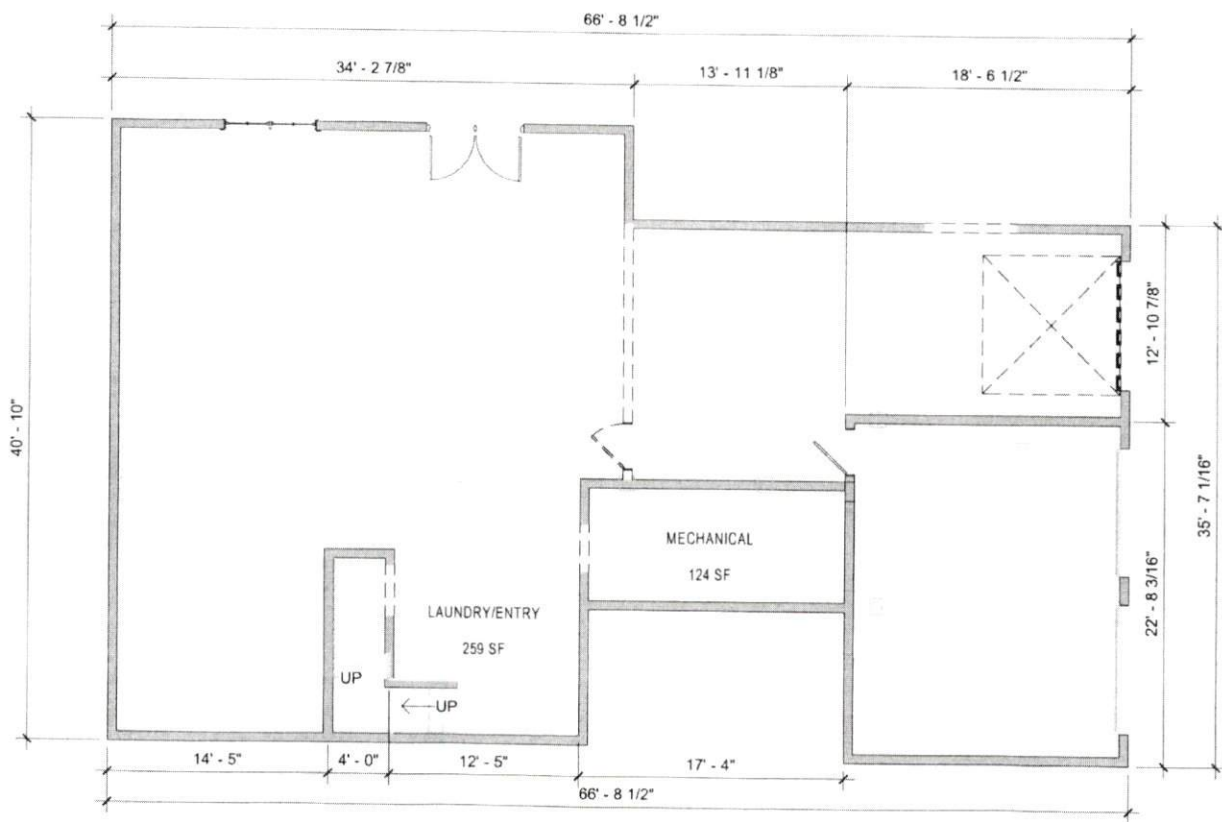 66' - 8 1/2"
34' - 2 7/8"
13' - 11 1/8"
18' - 6 1/2"
40' - 10"
12' - 10 7/8"
35' - 7 1/16"
22' - 8 3/16"
MECHANICAL
124 SF
LAUNDRY/ENTRY
259 SF
UP
UP
14' - 5"
4' - 0"
12' - 5"
17' - 4"
66' - 8 1/2"